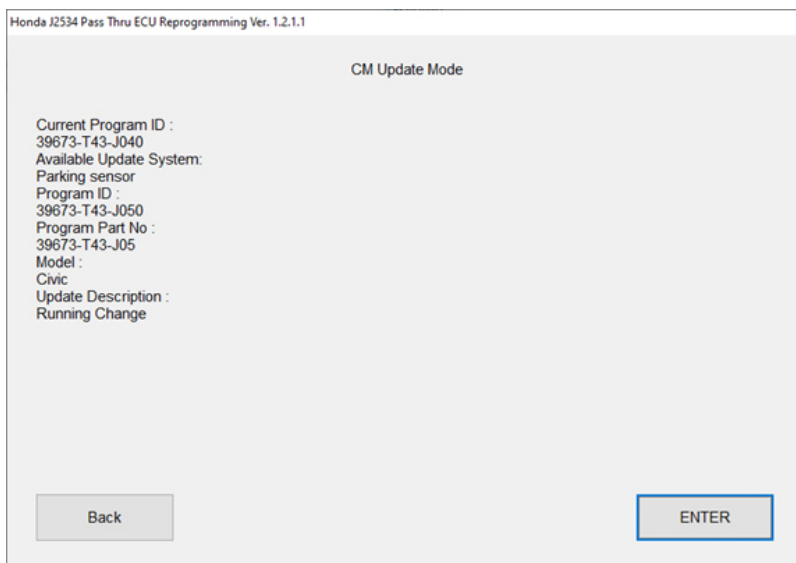 Honda J2534 Pass Thru ECU Reprogramming Ver. 1.2.1.1
CM Update Mode
Current Program ID :
39673-T43-J040
Available Update System:
Parking sensor
Program ID :
39673-T43-J050
Program Part No :
39673-T43-J05
Model :
Civic
Update Description :
Running Change
Back
ENTER